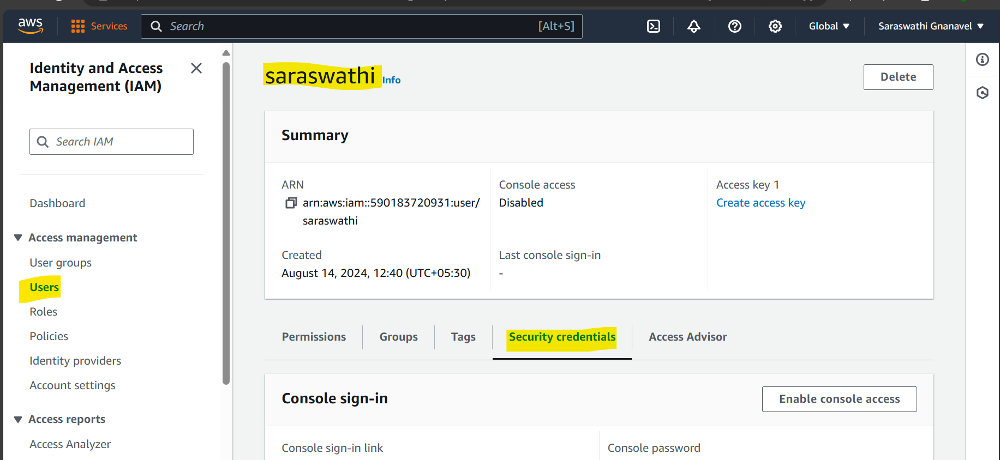 aws
Services
Search
[Alt+S]
Global
Saraswathi Gnanavel
Identity and Access
Management (IAM)
Search IAM
Dashboard
Access management
User groups
Users
Roles
Policies
Identity providers
Account settings
Access reports
Access Analyzer
saraswathi Info
Delete
Summary
ARN
arn:aws:iam::590183720931:user/
saraswathi
Console access
Disabled
Access key 1
Create access key
Created
August 14, 2024, 12:40 (UTC+05:30)
Last console sign-in
-
Permissions
Groups
Tags
Security credentials
Access Advisor
Console sign-in
Enable console access
Console sign-in link
Console password